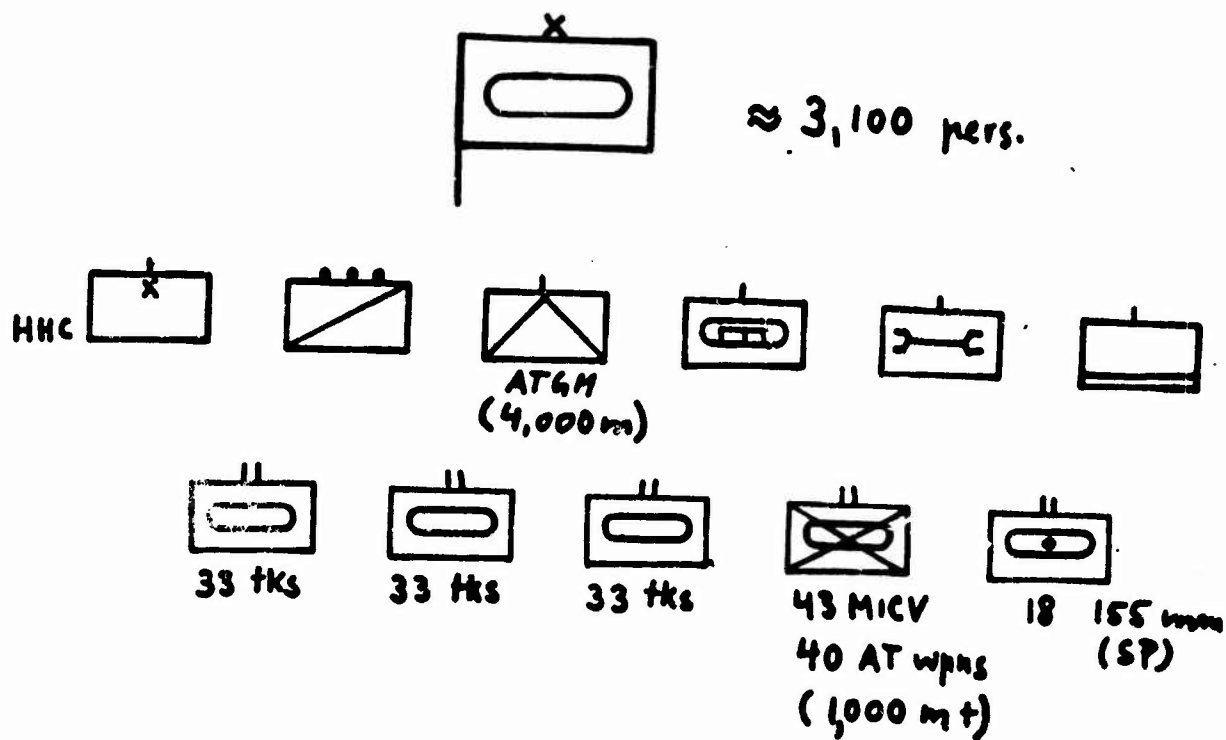 ≈ 3,100 pers.
HHC
ATGM
(4,000 m)
33 tks 33 tks 33 tks 43 MICV 18 155 mm
40 AT wpns (SP)
(1,000 m +)